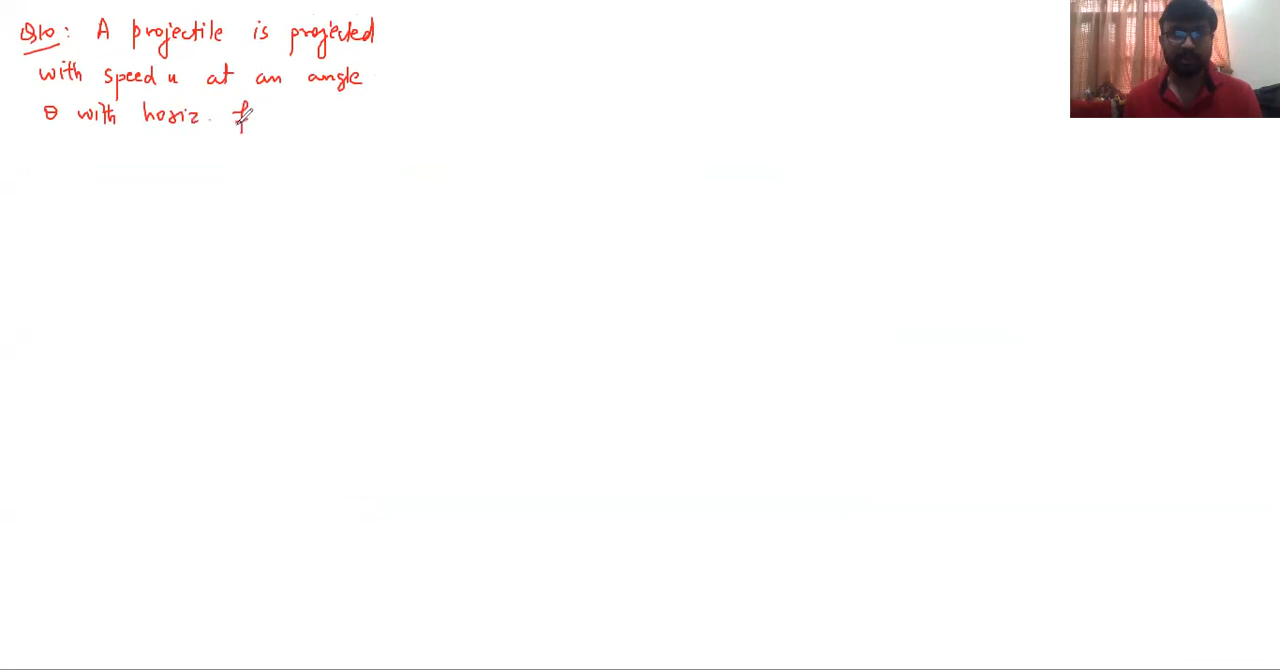 Q10: A projectile is projected
with speed u at an angle
θ with horiz. f